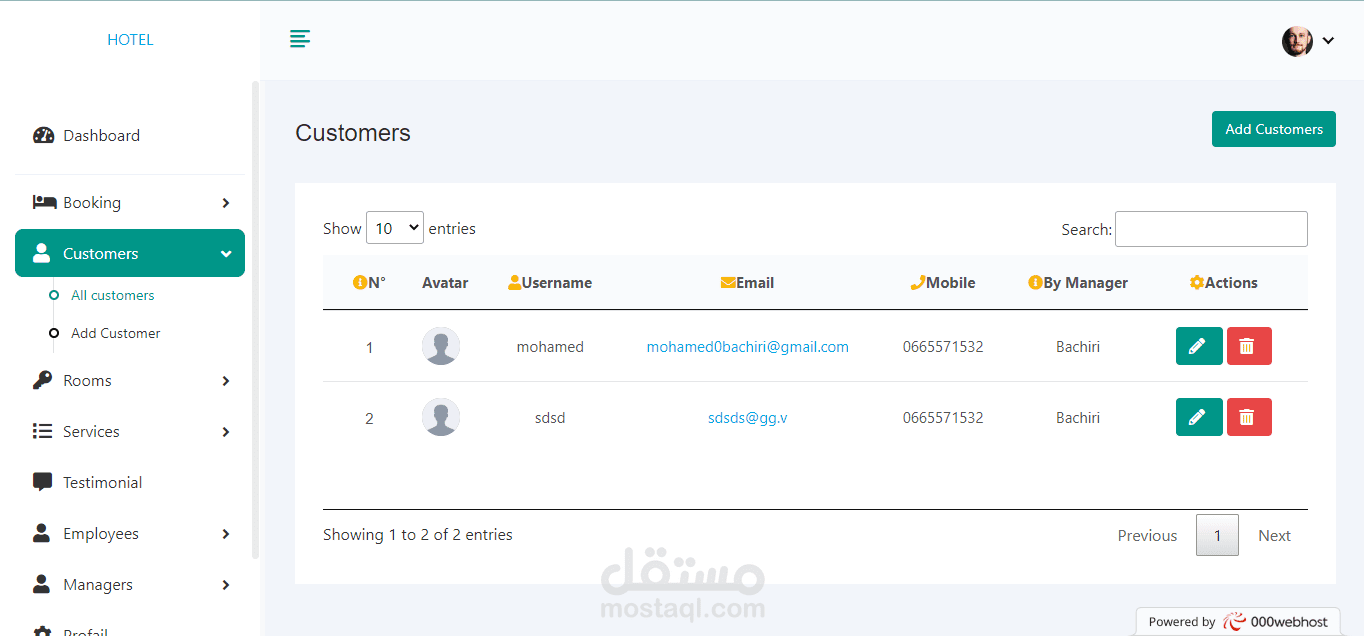 HOTEL
Dashboard
Booking
Customers
All customers
Add Customer
Rooms
Services
Testimonial
Employees
Managers
Profail
Customers
Add Customers
Show 10 entries
Search:
N° Avatar Username Email Mobile By Manager Actions
1 mohamed mohamed0bachiri@gmail.com 0665571532 Bachiri
2 sdsd sdsds@gg.v 0665571532 Bachiri
Showing 1 to 2 of 2 entries
Previous 1 Next
مستقل
mostaql.com
Powered by 000webhost